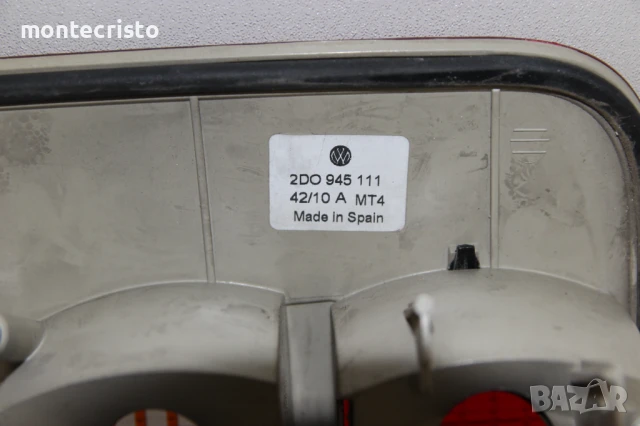 montecristo
2DO 945 111
42/10 A MT4
Made in Spain
BAZAR